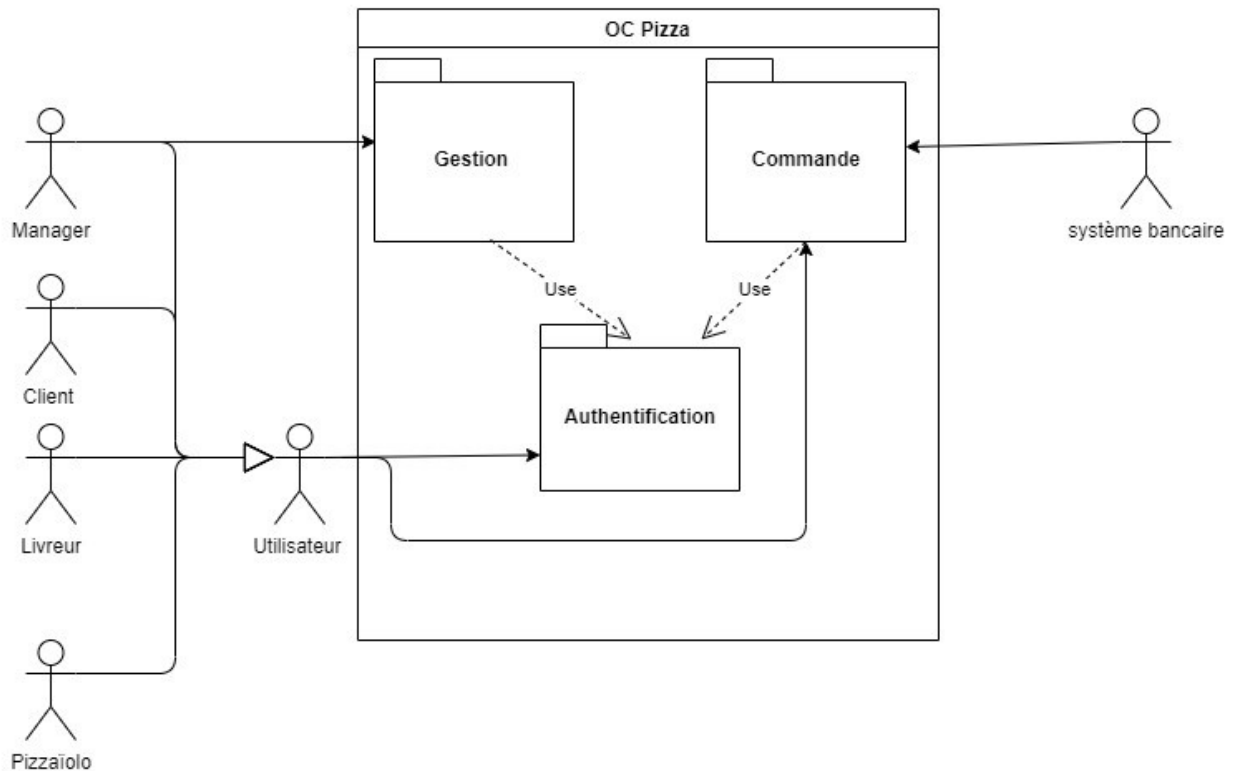 OC Pizza
Gestion
Commande
Manager
système bancaire
Use
Use
Client
Authentification
Livreur
Utilisateur
Pizzaïolo